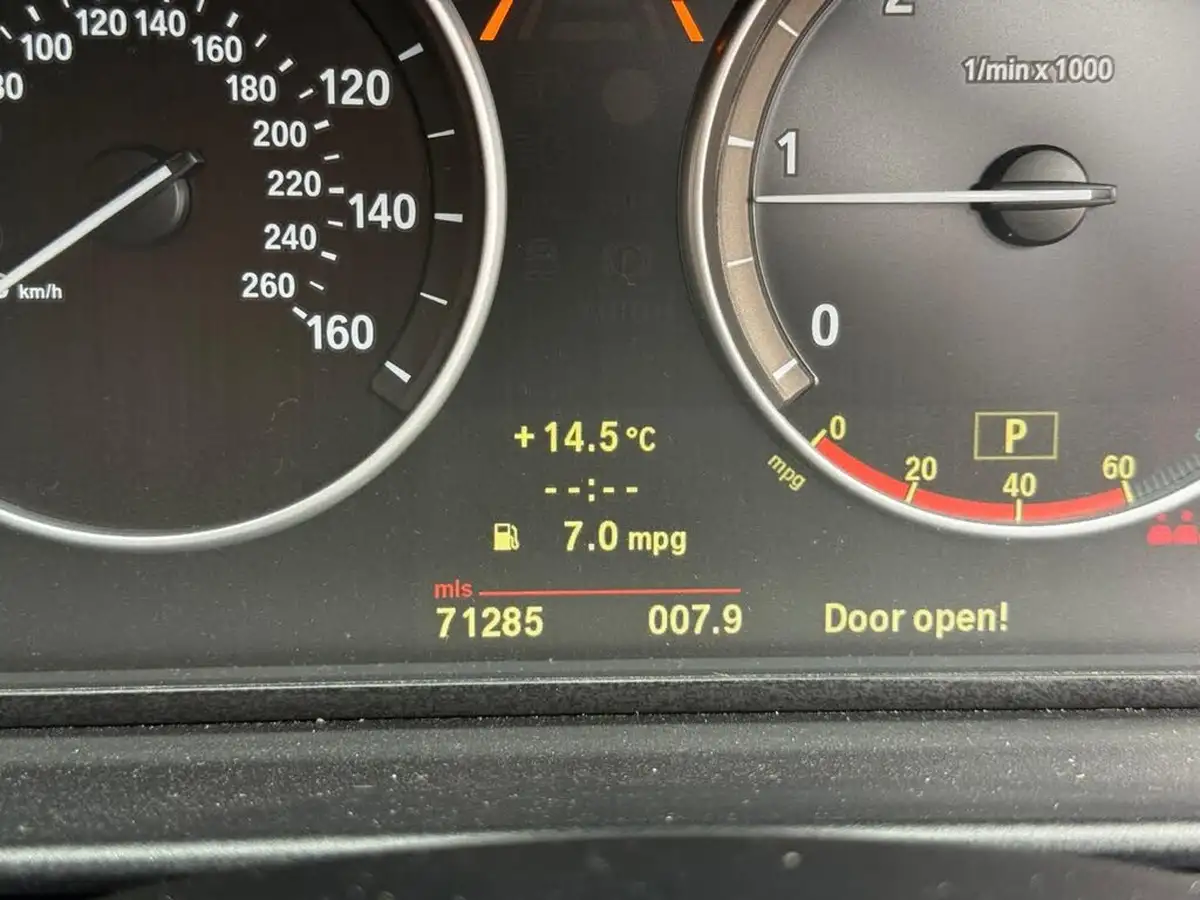 100 120 140 160 180 200 220 240 260
120 140 160
km/h
1/min x 1000
1
0
+14.5 °C
--:--
7.0 mpg
mls
71285 007.9
Door open!
P
mpg 0 20 40 60